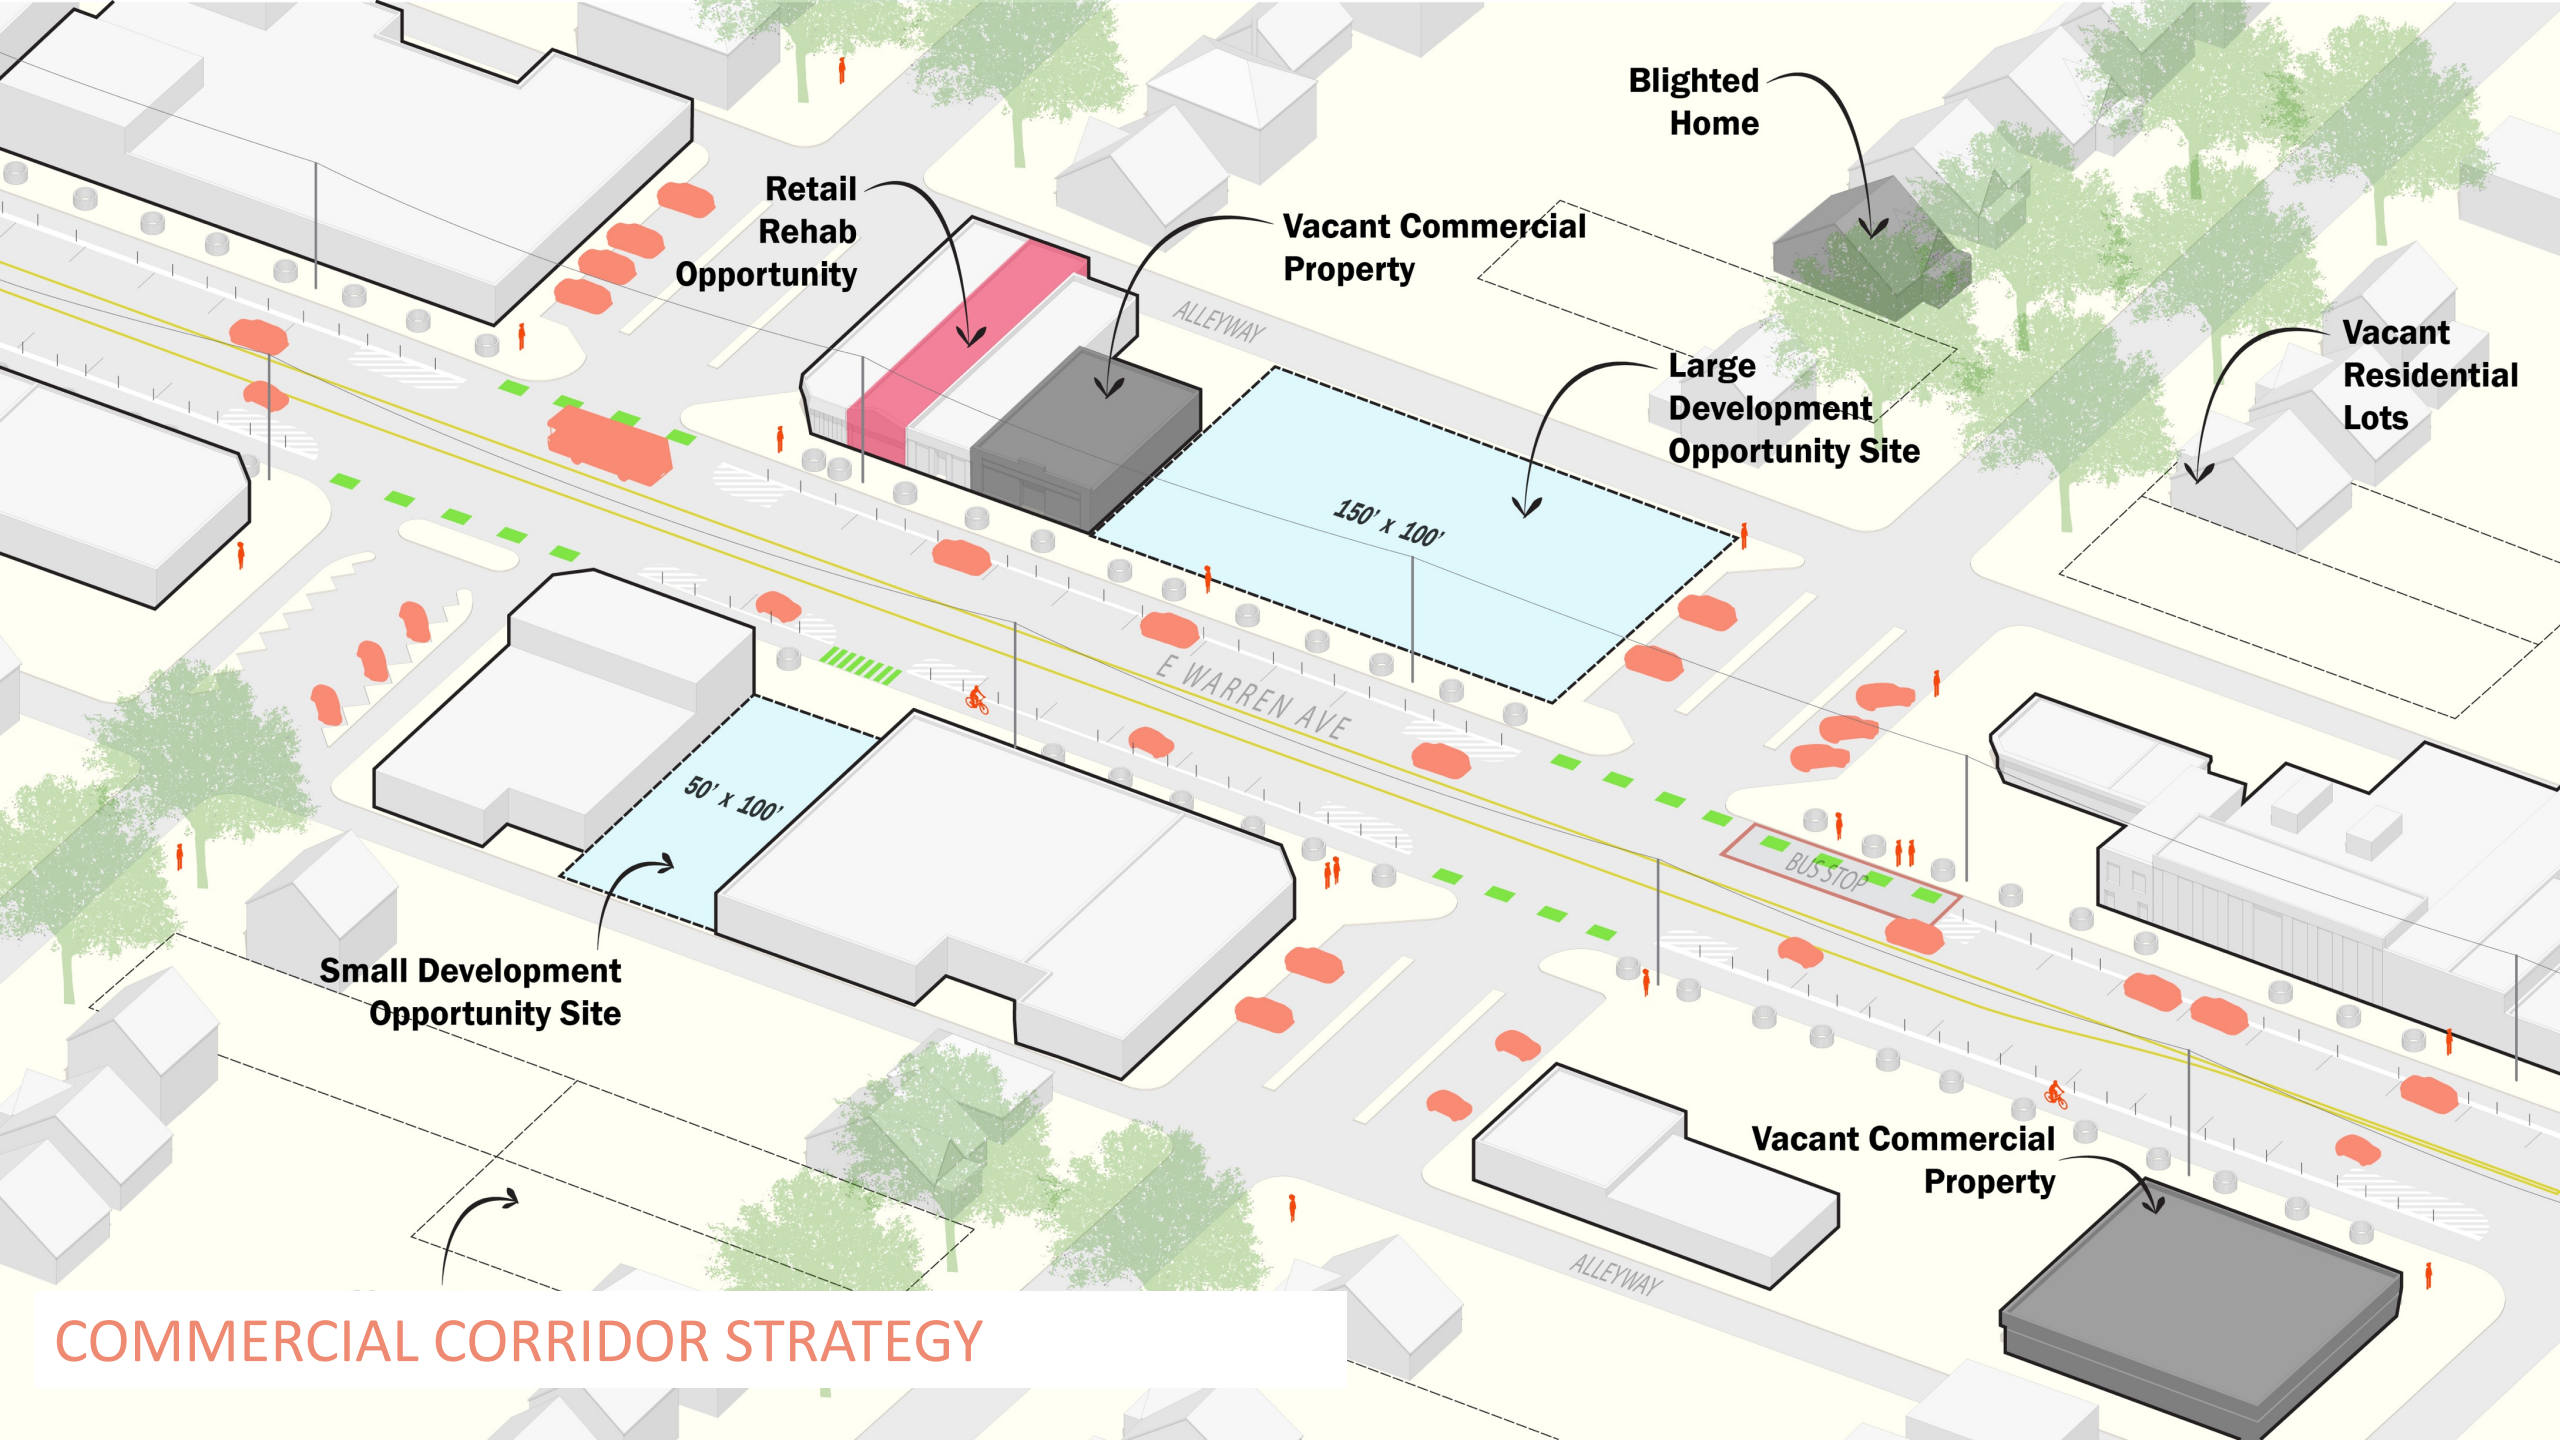 Blighted
Home
Retail
Rehab
Opportunity
Vacant Commercial
Property
ALLEYWAY
Large
Development
Opportunity Site
Vacant
Residential
Lots
150' x 100'
E WARREN AVE
50' x 100'
BUS STOP
Small Development
Opportunity Site
Vacant Commercial
Property
ALLEYWAY
COMMERCIAL CORRIDOR STRATEGY